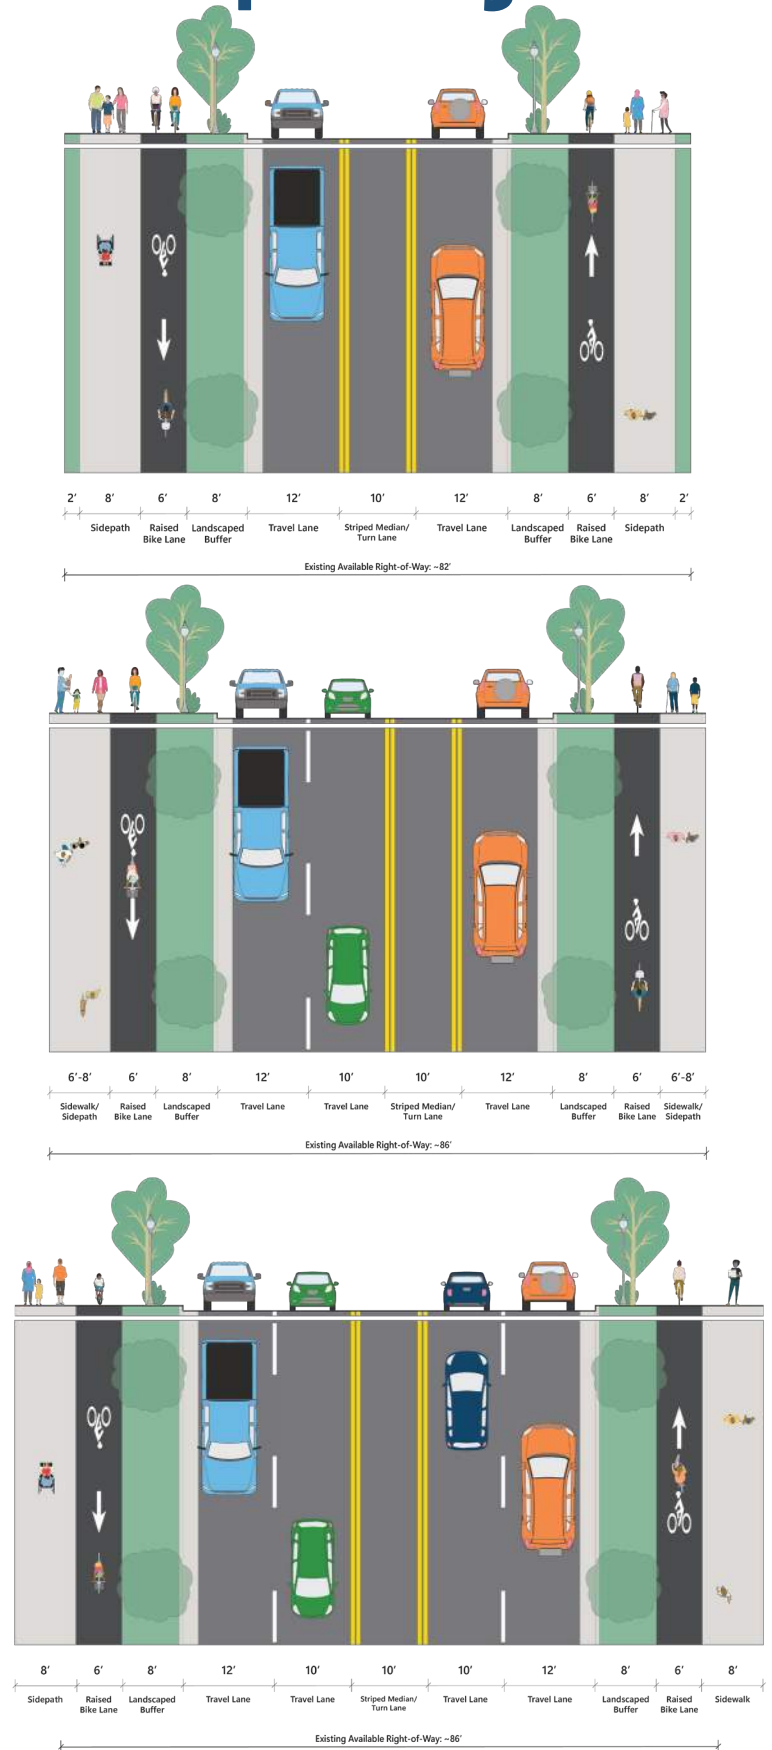 2' 8' 6' 8' 12' 10' 12' 8' 6' 8' 2'
Sidepath Raised Landscaped Travel Lane Striped Median/ Travel Lane Landscaped Raised Sidepath
Bike Lane Buffer Turn Lane Buffer Bike Lane
Existing Available Right-of-Way: ~82'
6'-8' 6' 8' 12' 10' 10' 12' 8' 6' 6'-8'
Sidewalk/ Raised Landscaped Travel Lane Travel Lane Striped Median/ Travel Lane Landscaped Raised Sidewalk/
Sidepath Bike Lane Buffer Turn Lane Buffer Bike Lane Sidepath
Existing Available Right-of-Way: ~86'
8' 6' 8' 12' 10' 10' 10' 12' 8' 6' 8'
Sidepath Raised Landscaped Travel Lane Travel Lane Striped Median/ Travel Lane Travel Lane Landscaped Raised Sidewalk
Bike Lane Buffer Turn Lane Buffer Bike Lane
Existing Available Right-of-Way: ~86'